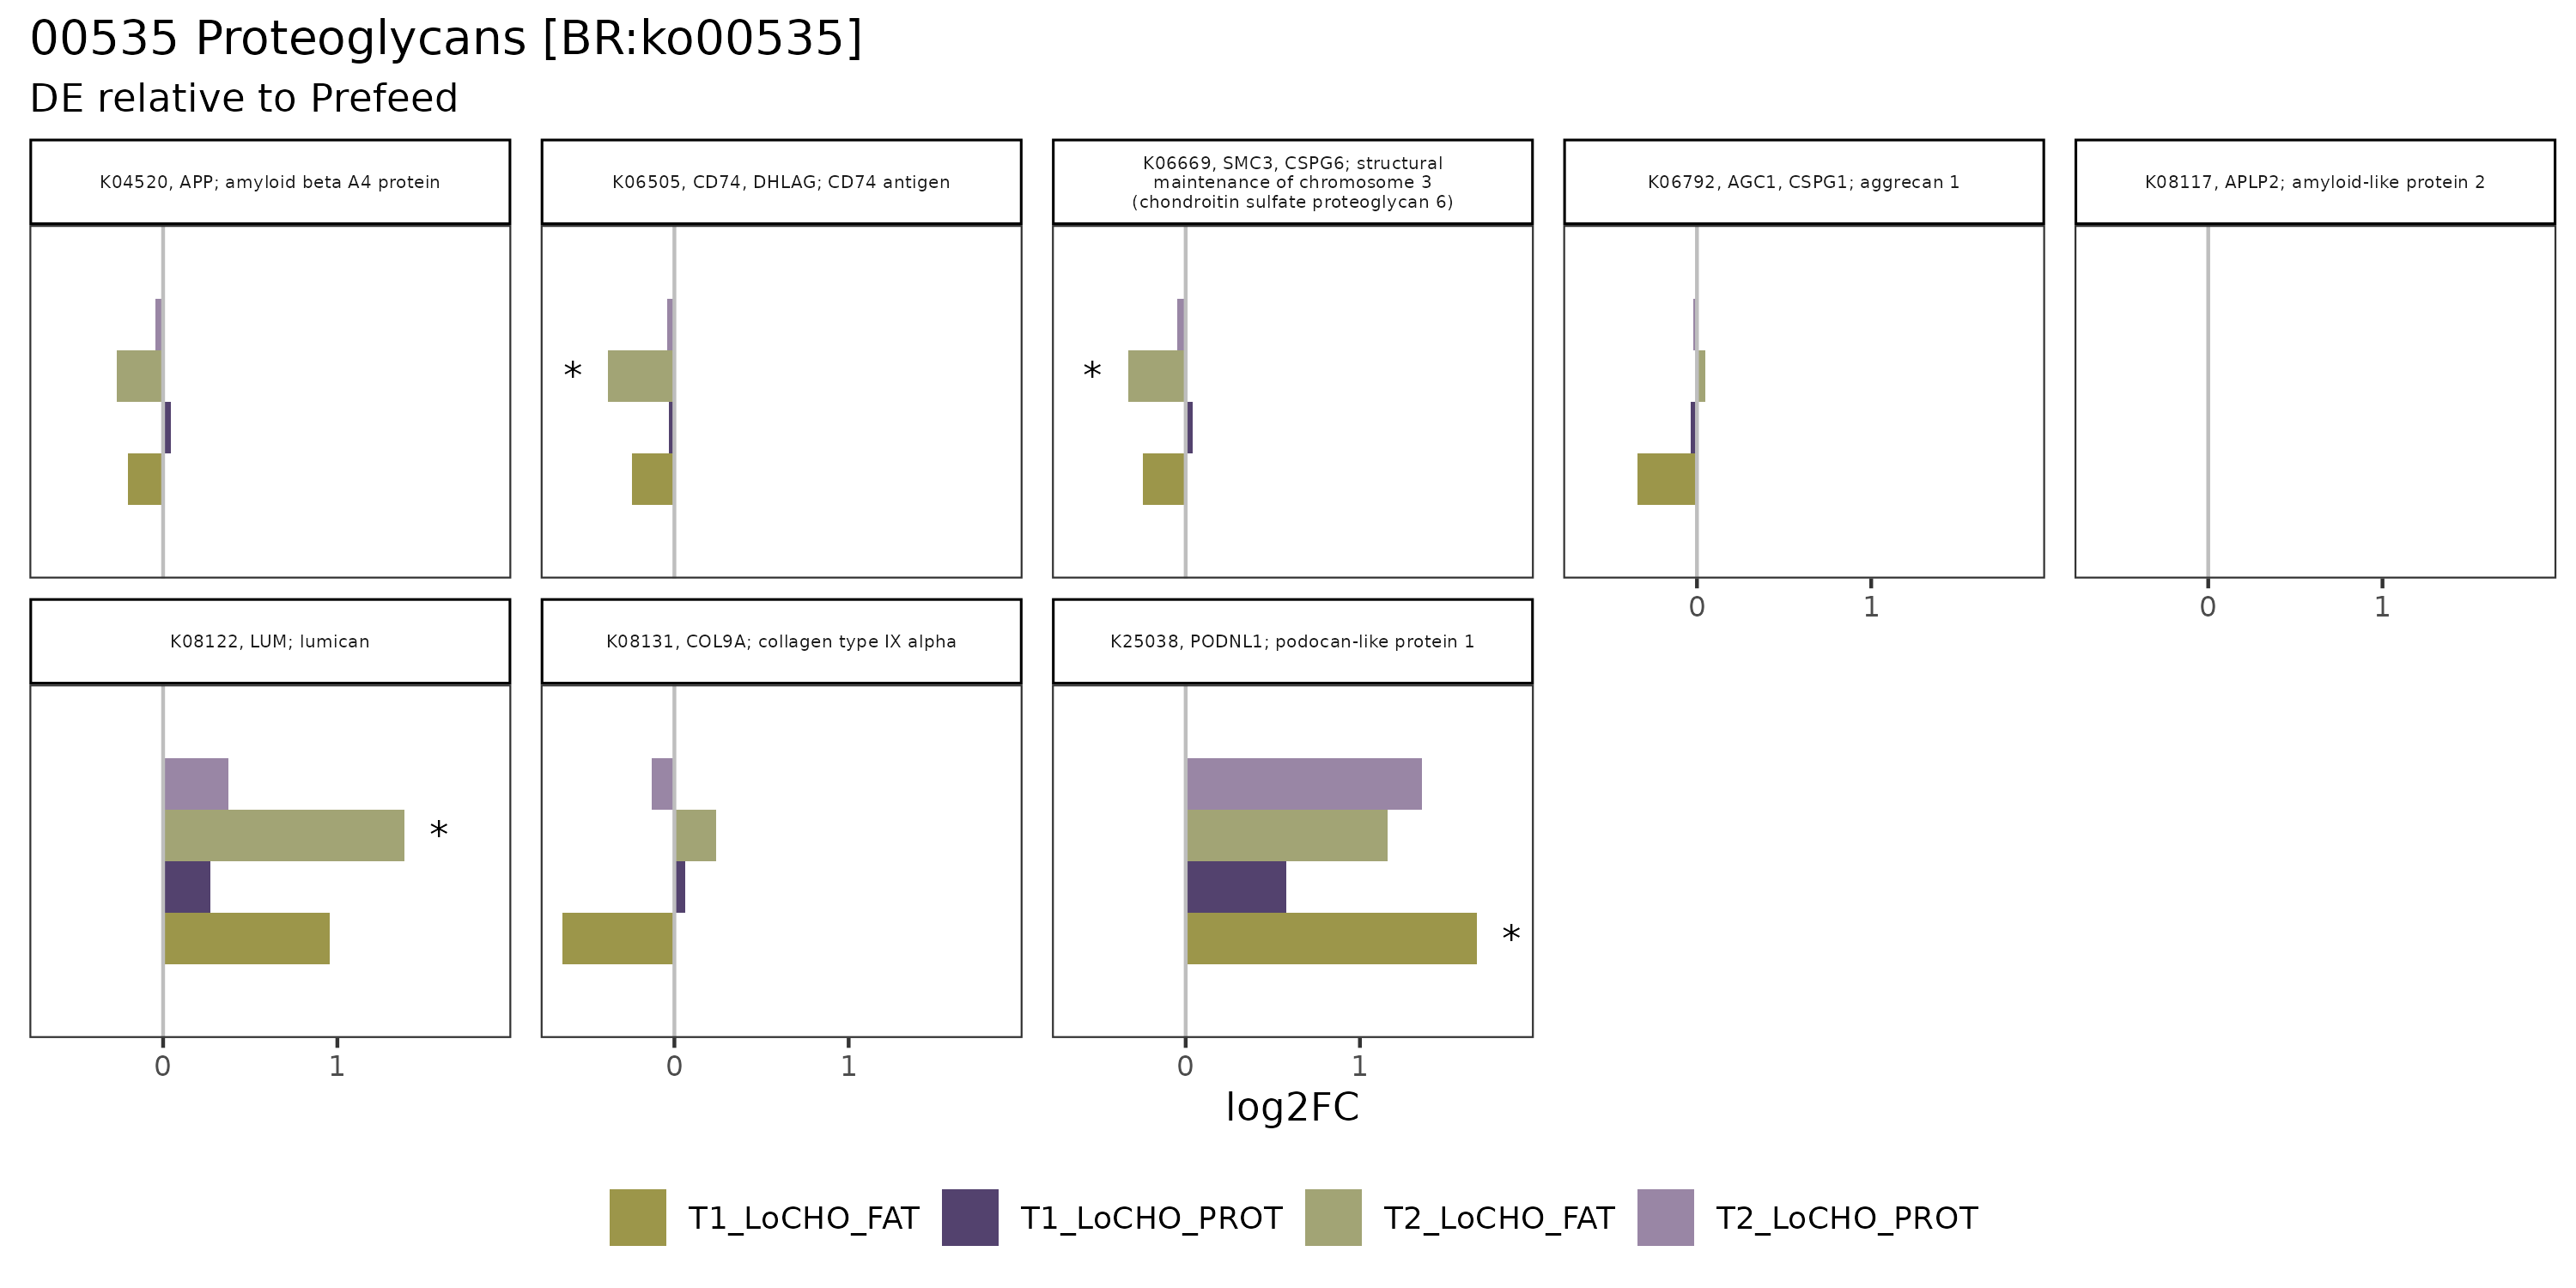 00535 Proteoglycans [BR:ko00535]
DE relative to Prefeed
K04520, APP; amyloid beta A4 protein
K06505, CD74, DHLAG; CD74 antigen
K06669, SMC3, CSPG6; structural
maintenance of chromosome 3
(chondroitin sulfate proteoglycan 6)
K06792, AGC1, CSPG1; aggrecan 1
K08117, APLP2; amyloid-like protein 2
*
*
0 1
0 1
K08122, LUM; lumican
K08131, COL9A; collagen type IX alpha
K25038, PODNL1; podocan-like protein 1
*
*
0 1
0 1
0 1
log2FC
T1_LoCHO_FAT
T1_LoCHO_PROT
T2_LoCHO_FAT
T2_LoCHO_PROT